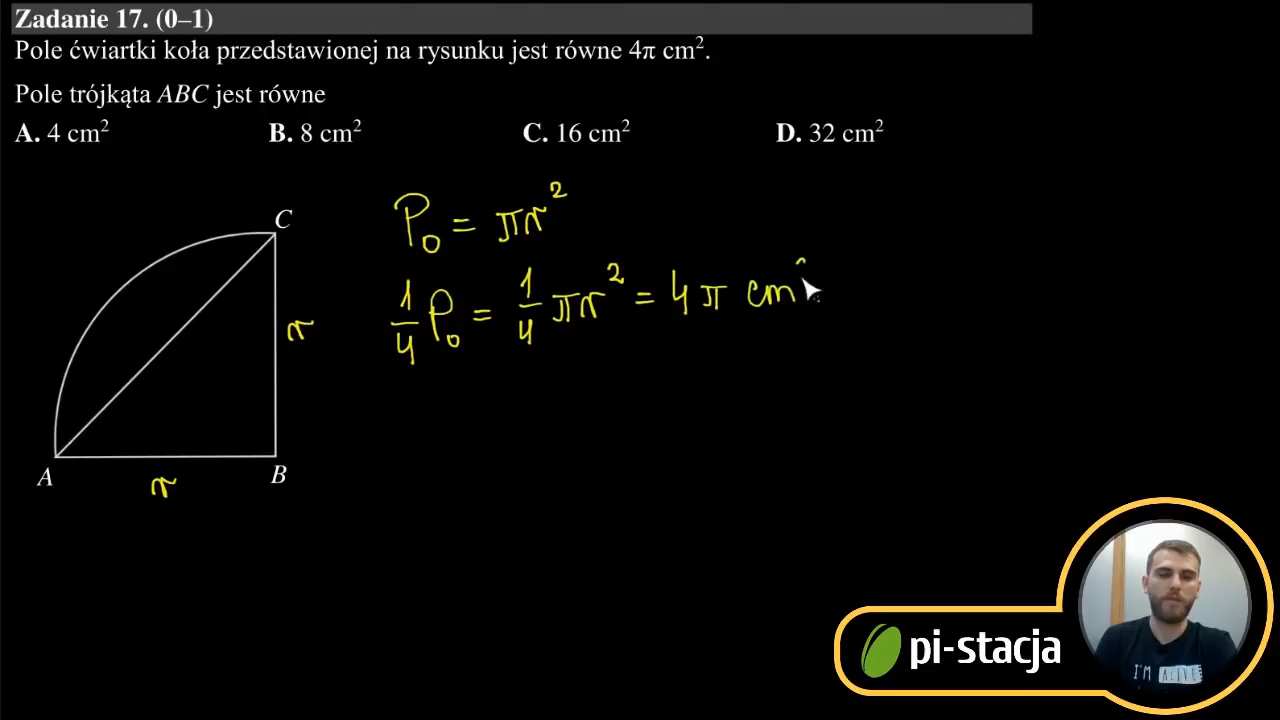 Zadanie 17. (0–1)
Pole ćwiartki koła przedstawionej na rysunku jest równe 4π cm².
Pole trójkąta ABC jest równe
A. 4 cm² B. 8 cm² C. 16 cm² D. 32 cm²
P₀ = πr²
C
1/4 P₀ = 1/4 πr² = 4π cm
r
A
B
r
pi-stacja
I'M ALIVE